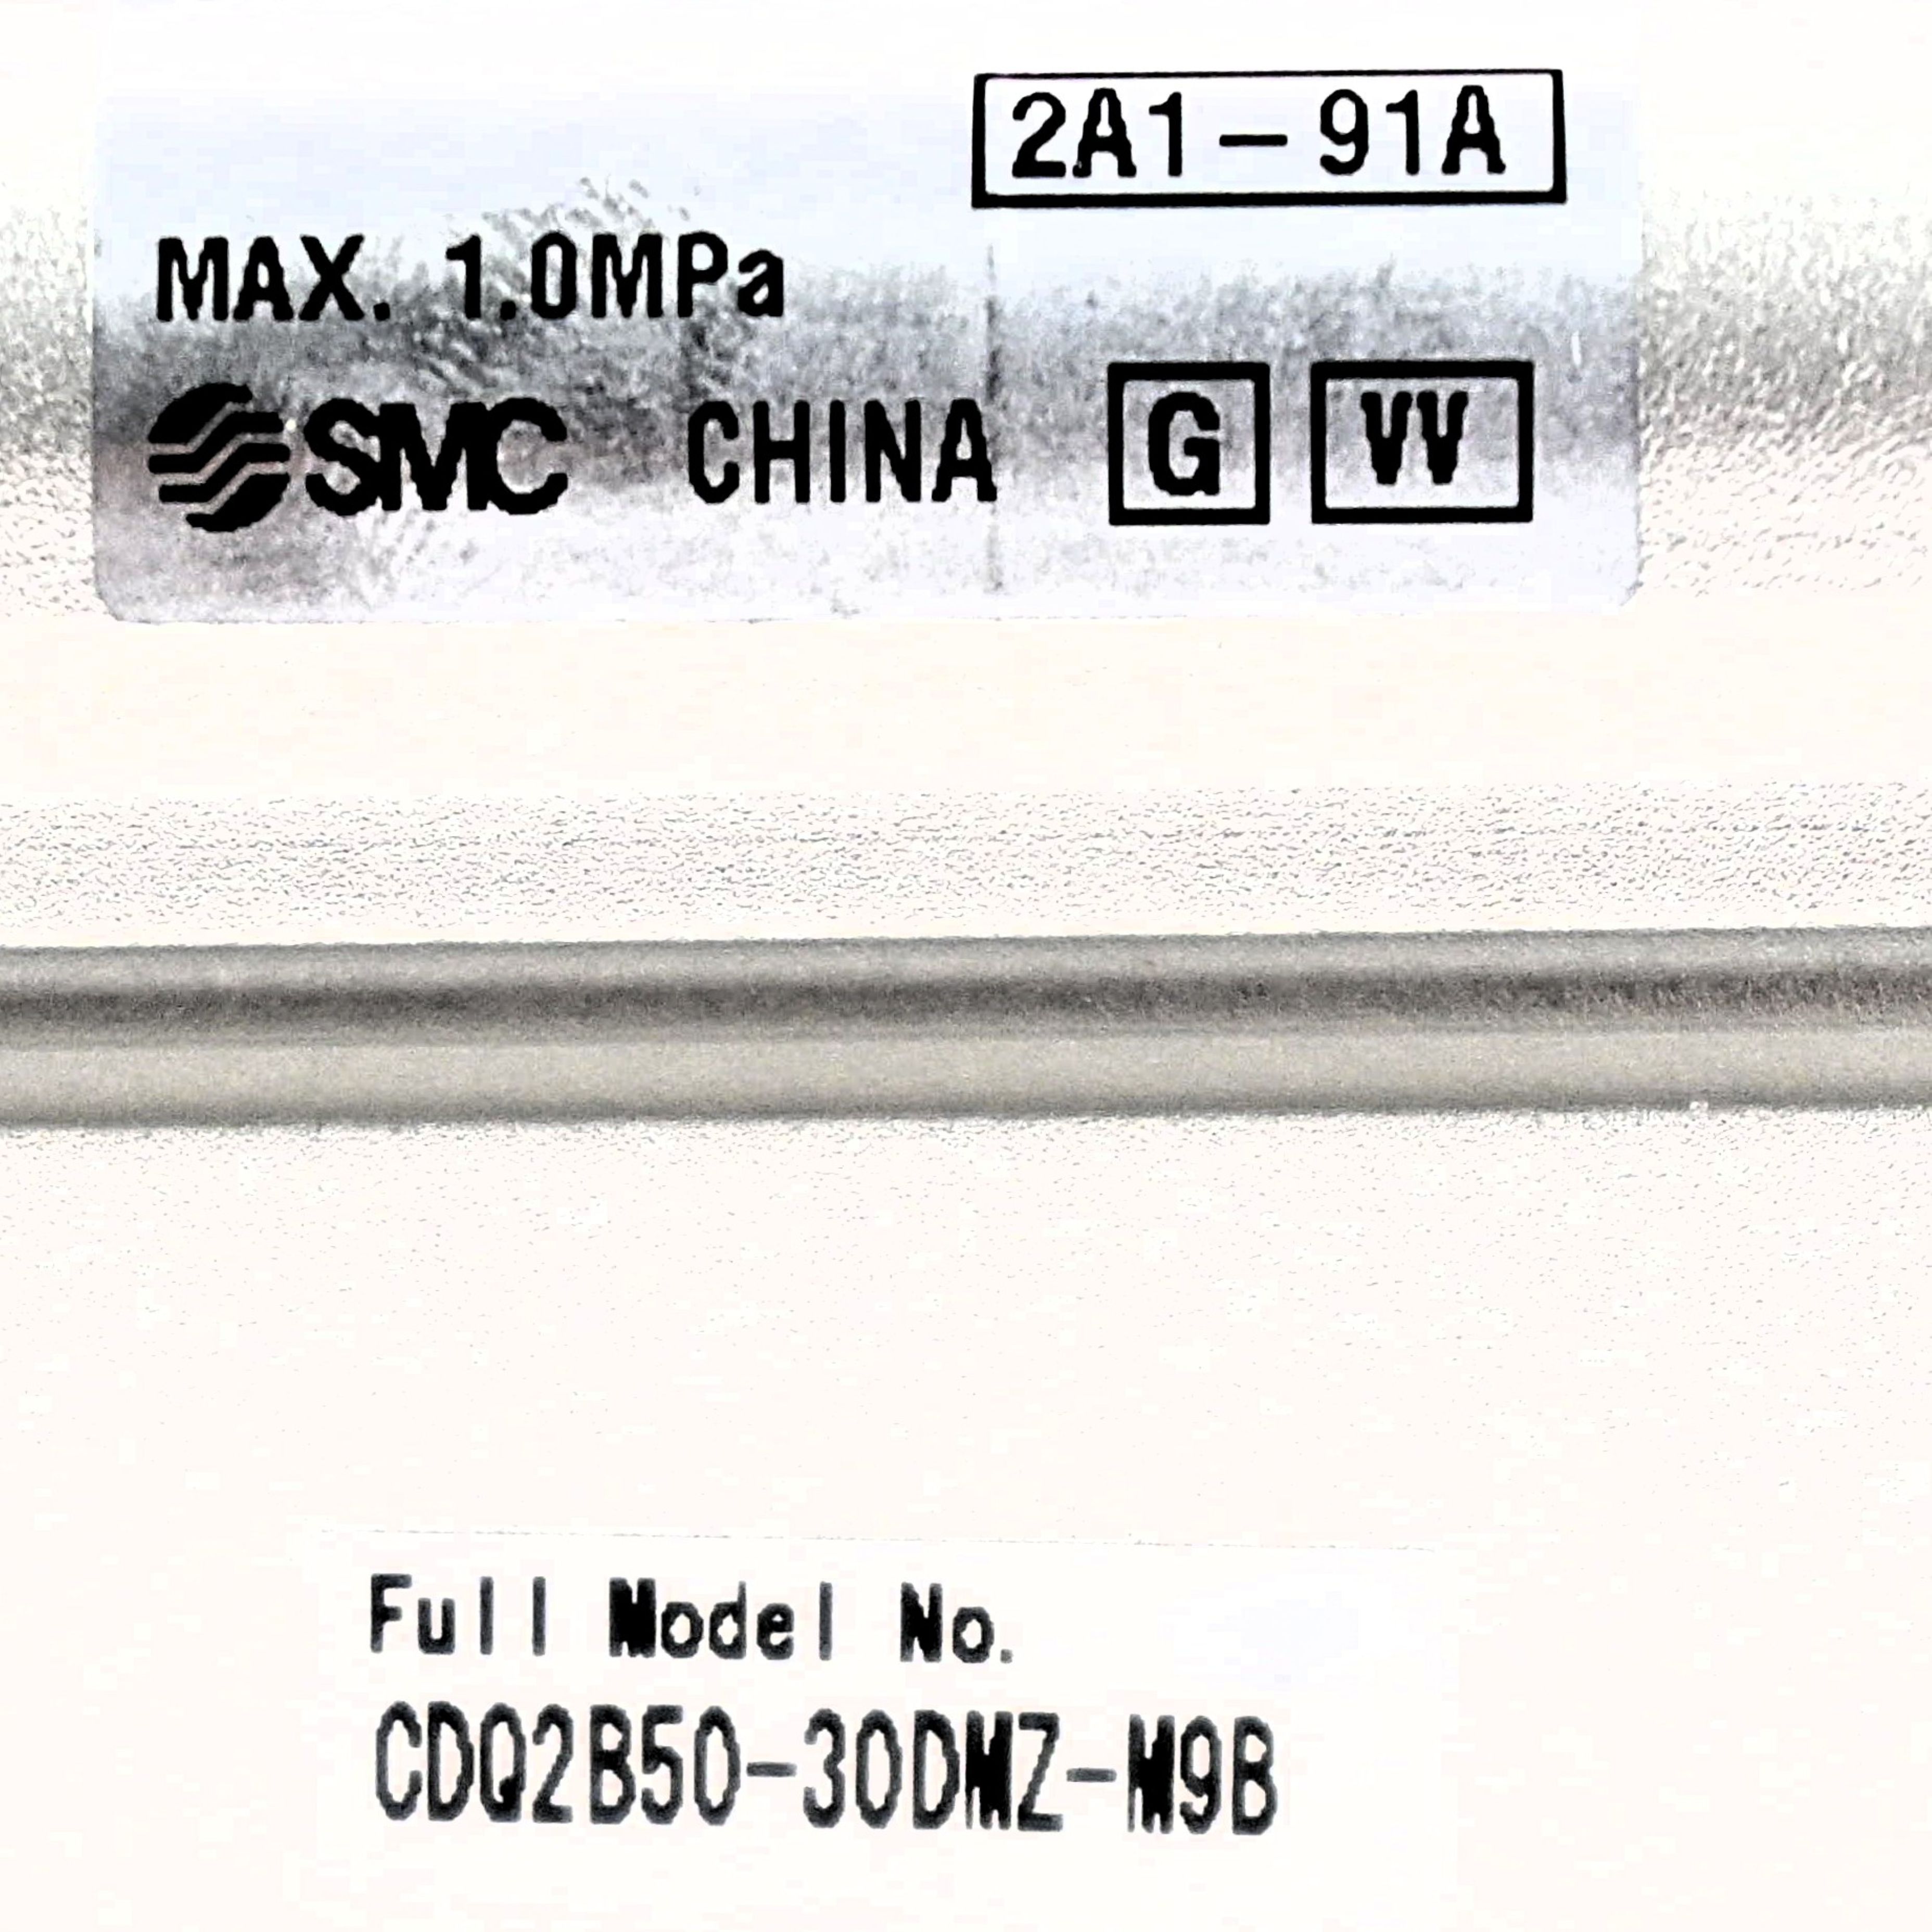 2A1-91A
MAX. 1.0MPa
SMC CHINA G VV
Full Model No.
CDQ2B50-30DMZ-M9B